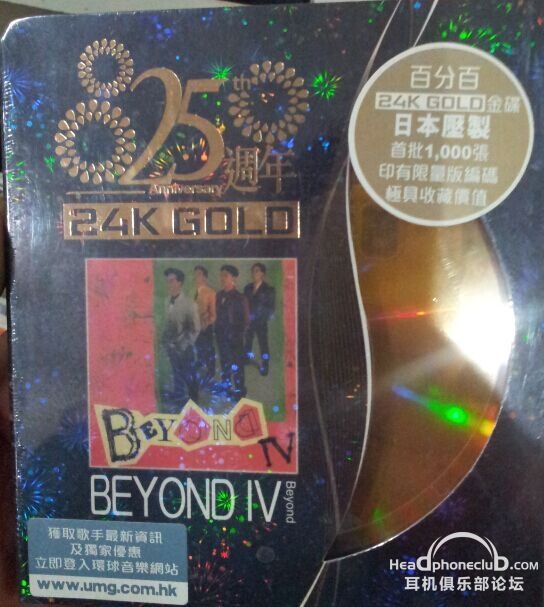 25th
Anniversary 週年
24K GOLD
百分百
24K GOLD金碟
日本壓製
首批1,000張
印有限量版編碼
極具收藏價值
BEYOND
IV
BEYOND IV
Beyond
獲取歌手最新資訊
及獨家優惠
立即登入環球音樂網站
www.umg.com.hk
Headphoneclub.com
耳机俱乐部论坛